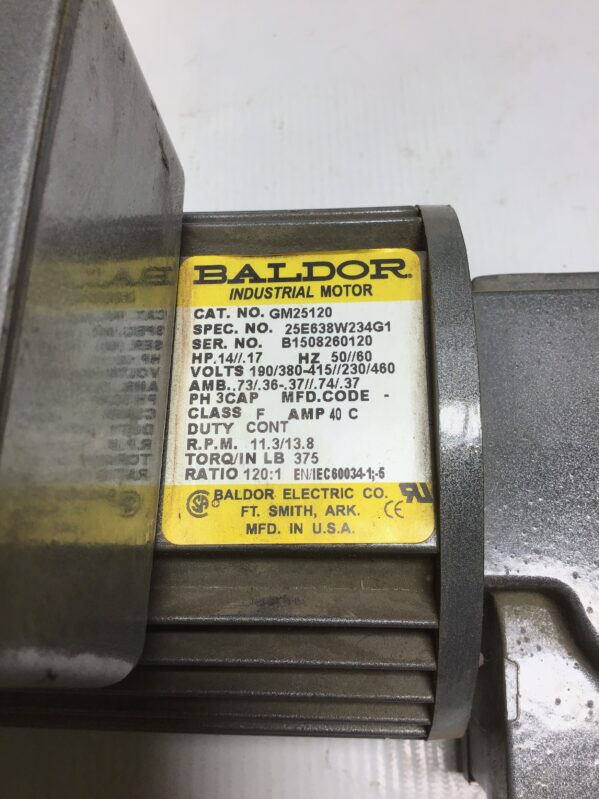 BALDOR®
INDUSTRIAL MOTOR
CAT. NO. GM25120
SPEC. NO. 25E638W234G1
SER. NO. B1508260120
HP.14//.17 HZ 50//60
VOLTS 190/380-415//230/460
AMB..73/.36-.37//.74/.37
PH 3CAP MFD.CODE -
CLASS F AMP 40 C
DUTY CONT
R.P.M. 11.3/13.8
TORQ/IN LB 375
RATIO 120:1 EN/IEC60034-1;-5
BALDOR ELECTRIC CO.
FT. SMITH, ARK.
MFD. IN U.S.A.